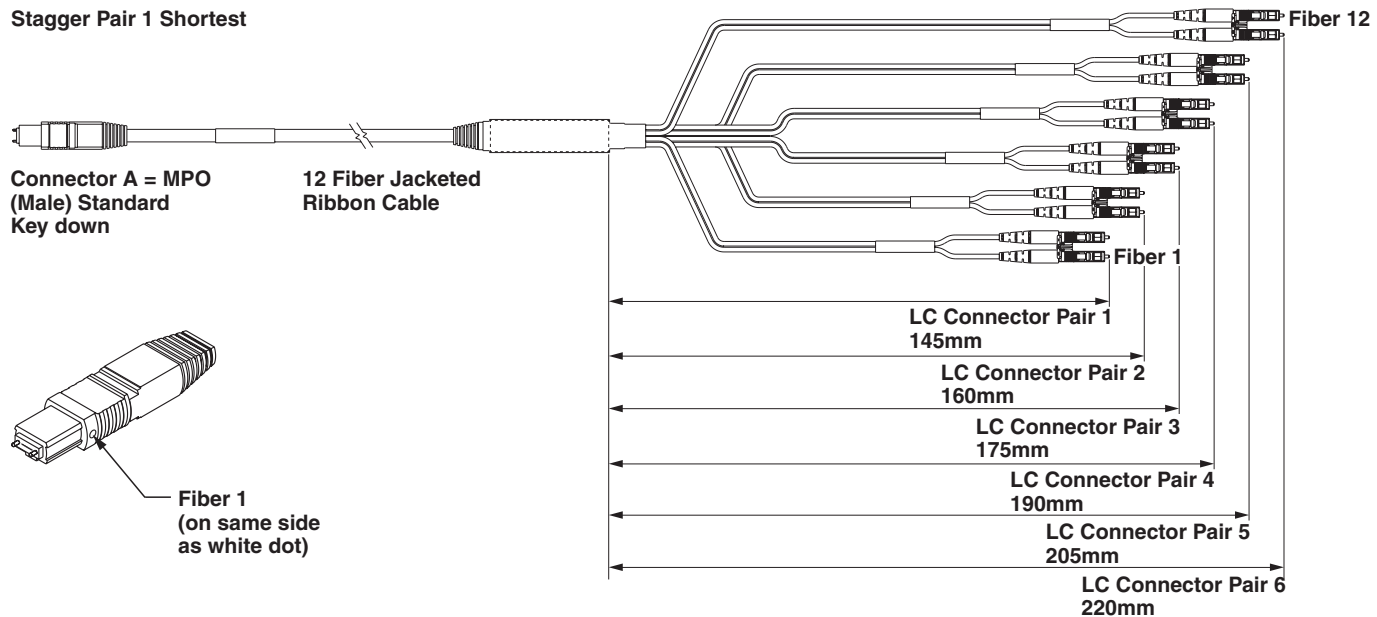 Stagger Pair 1 Shortest
Fiber 12
Connector A = MPO
(Male) Standard
Key down
12 Fiber Jacketed
Ribbon Cable
Fiber 1
LC Connector Pair 1
145mm
LC Connector Pair 2
160mm
LC Connector Pair 3
175mm
LC Connector Pair 4
190mm
LC Connector Pair 5
205mm
LC Connector Pair 6
220mm
Fiber 1
(on same side
as white dot)